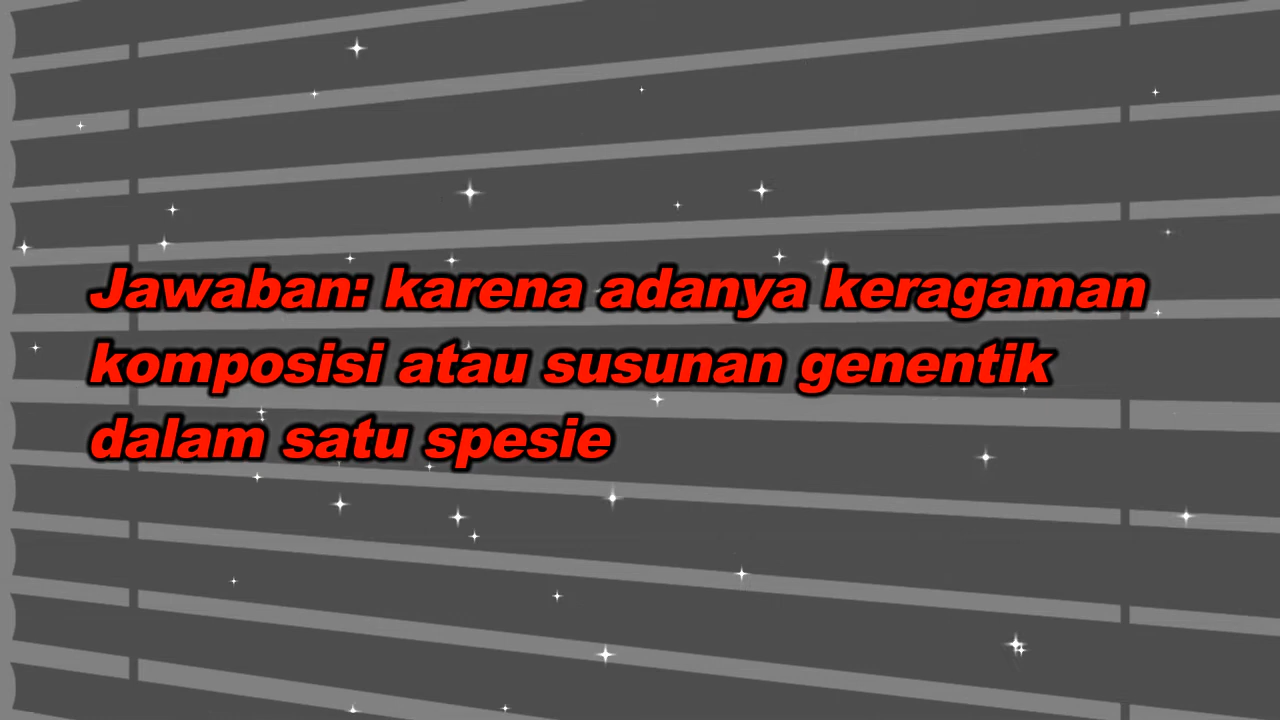 Jawaban: karena adanya keragaman
komposisi atau susunan genentik
dalam satu spesie